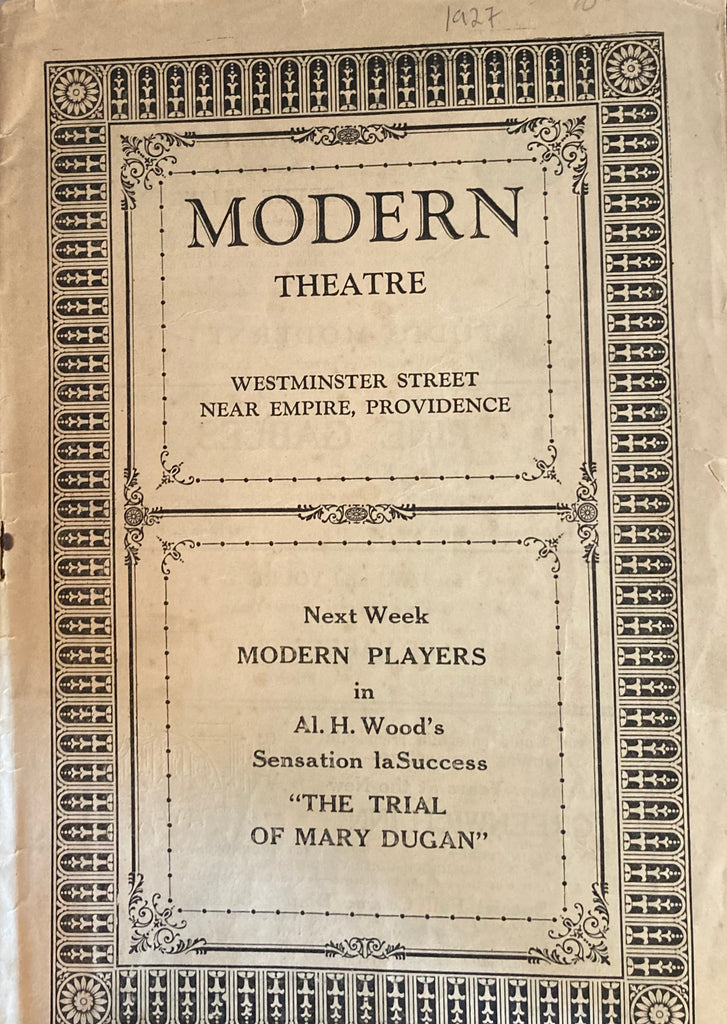 1927
MODERN
THEATRE
WESTMINSTER STREET
NEAR EMPIRE, PROVIDENCE
Next Week
MODERN PLAYERS
in
Al. H. Wood's
Sensation laSuccess
"THE TRIAL
OF MARY DUGAN"